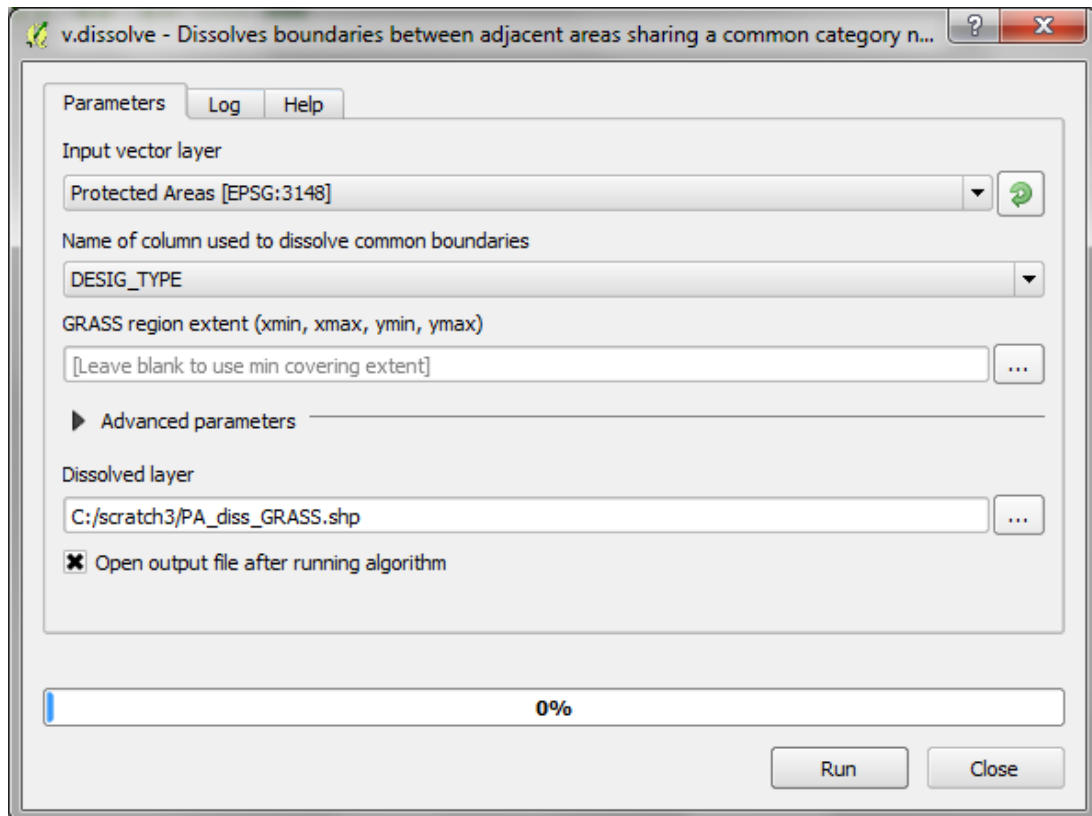 v.dissolve - Dissolves boundaries between adjacent areas sharing a common category n...
Parameters Log Help
Input vector layer
Protected Areas [EPSG:3148]
Name of column used to dissolve common boundaries
DESIG_TYPE
GRASS region extent (xmin, xmax, ymin, ymax)
[Leave blank to use min covering extent]
...
Advanced parameters
Dissolved layer
C:/scratch3/PA_diss_GRASS.shp
...
Open output file after running algorithm
0%
Run Close